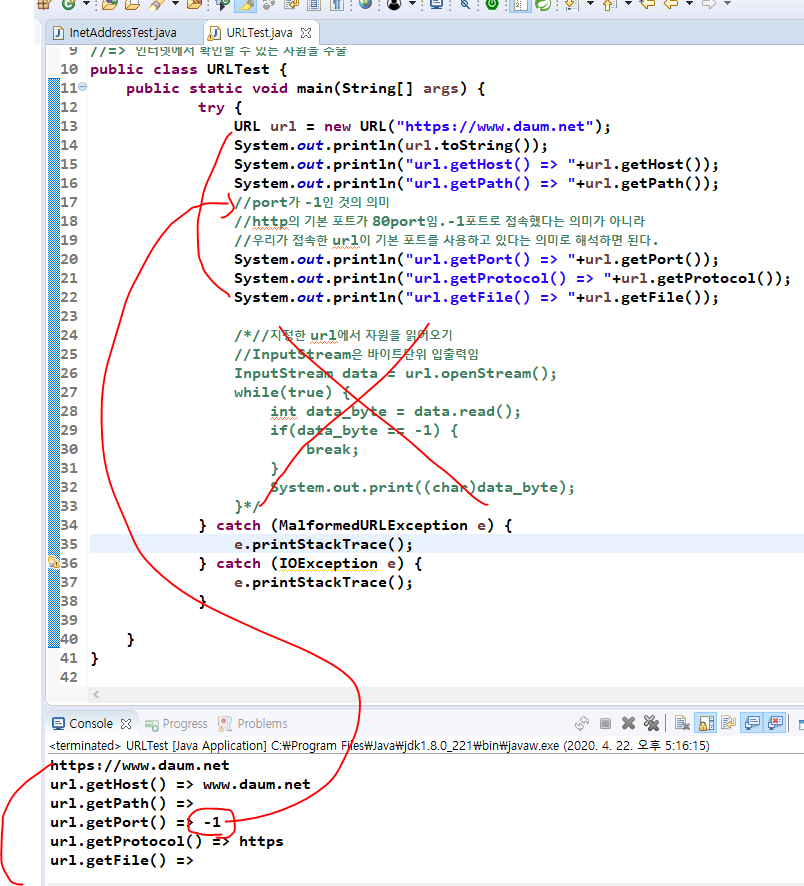 InetAddressTest.java
URLTest.java
9 //=> 인터넷에서 확인할 수 있는 자원을 추출
10 public class URLTest {
11 public static void main(String[] args) {
12 try {
13 URL url = new URL("https://www.daum.net");
14 System.out.println(url.toString());
15 System.out.println("url.getHost() => "+url.getHost());
16 System.out.println("url.getPath() => "+url.getPath());
17 //port가 -1인 것의 의미
18 //http의 기본 포트가 80port임.-1포트로 접속했다는 의미가 아니라
19 //우리가 접속한 url이 기본 포트를 사용하고 있다는 의미로 해석하면 된다.
20 System.out.println("url.getPort() => "+url.getPort());
21 System.out.println("url.getProtocol() => "+url.getProtocol());
22 System.out.println("url.getFile() => "+url.getFile());
23
24 /*//지정한 url에서 자원을 읽어오기
25 //InputStream은 바이트단위 입출력임
26 InputStream data = url.openStream();
27 while(true) {
28 int data_byte = data.read();
29 if(data_byte == -1) {
30 break;
31 }
32 System.out.print((char)data_byte);
33 }*/
34 } catch (MalformedURLException e) {
35 e.printStackTrace();
36 } catch (IOException e) {
37 e.printStackTrace();
38 }
39
40 }
41 }
42
Console
Progress
Problems
<terminated> URLTest [Java Application] C:₩Program Files₩Java₩jdk1.8.0_221₩bin₩javaw.exe (2020. 4. 22. 오후 5:16:15)
https://www.daum.net
url.getHost() => www.daum.net
url.getPath() =>
url.getPort() => -1
url.getProtocol() => https
url.getFile() =>